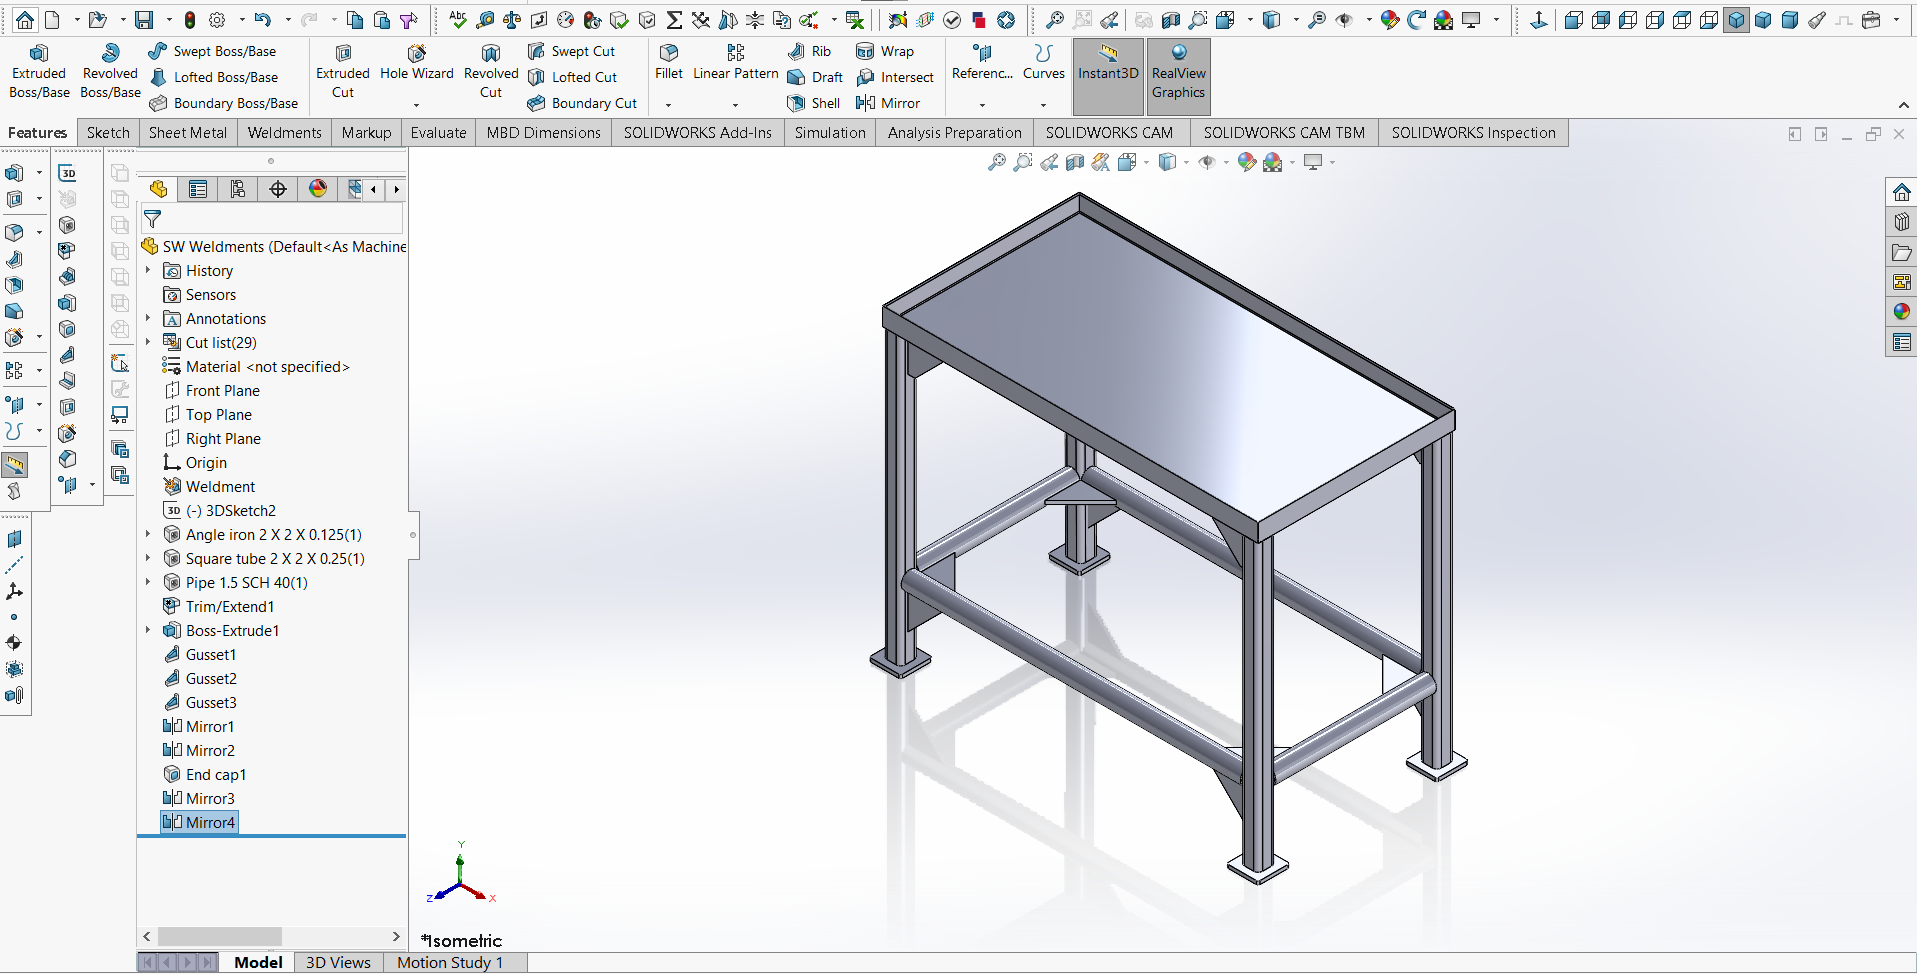 Extruded Boss/Base
Revolved Boss/Base
Swept Boss/Base
Lofted Boss/Base
Boundary Boss/Base
Extruded Cut
Hole Wizard
Revolved Cut
Swept Cut
Lofted Cut
Boundary Cut
Fillet
Linear Pattern
Rib
Draft
Shell
Wrap
Intersect
Mirror
Referenc...
Curves
Instant3D
RealView Graphics
Features
Sketch
Sheet Metal
Weldments
Markup
Evaluate
MBD Dimensions
SOLIDWORKS Add-Ins
Simulation
Analysis Preparation
SOLIDWORKS CAM
SOLIDWORKS CAM TBM
SOLIDWORKS Inspection
3D
SW Weldments (Default<As Machine
History
Sensors
Annotations
Cut list(29)
Material <not specified>
Front Plane
Top Plane
Right Plane
Origin
Weldment
3D (-) 3DSketch2
Angle iron 2 X 2 X 0.125(1)
Square tube 2 X 2 X 0.25(1)
Pipe 1.5 SCH 40(1)
Trim/Extend1
Boss-Extrude1
Gusset1
Gusset2
Gusset3
Mirror1
Mirror2
End cap1
Mirror3
Mirror4
Y
Z
X
*Isometric
Model
3D Views
Motion Study 1